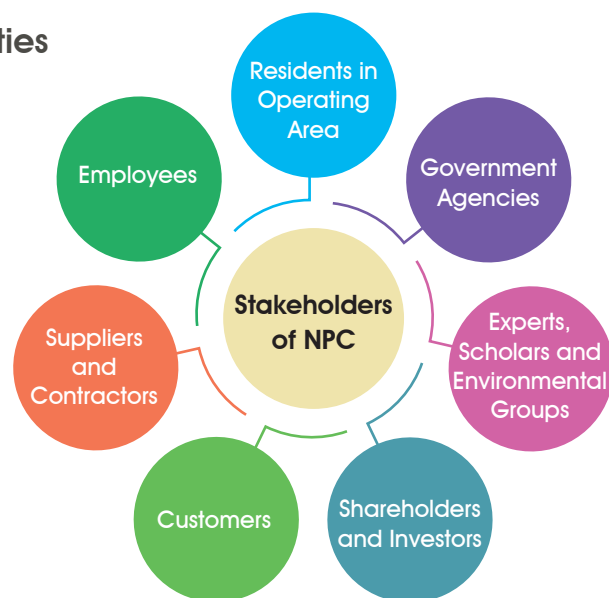 ties
Residents in
Operating
Area
Government
Agencies
Experts,
Scholars and
Environmental
Groups
Shareholders
and Investors
Customers
Suppliers
and
Contractors
Employees
Stakeholders
of NPC